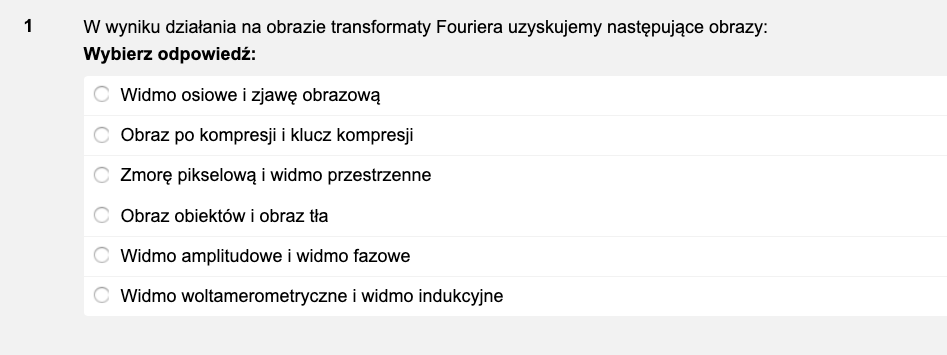 1 W wyniku działania na obrazie transformaty Fouriera uzyskujemy następujące obrazy:
Wybierz odpowiedź:
Widmo osiowe i zjawę obrazową
Obraz po kompresji i klucz kompresji
Zmorę pikselową i widmo przestrzenne
Obraz obiektów i obraz tła
Widmo amplitudowe i widmo fazowe
Widmo woltamerometryczne i widmo indukcyjne